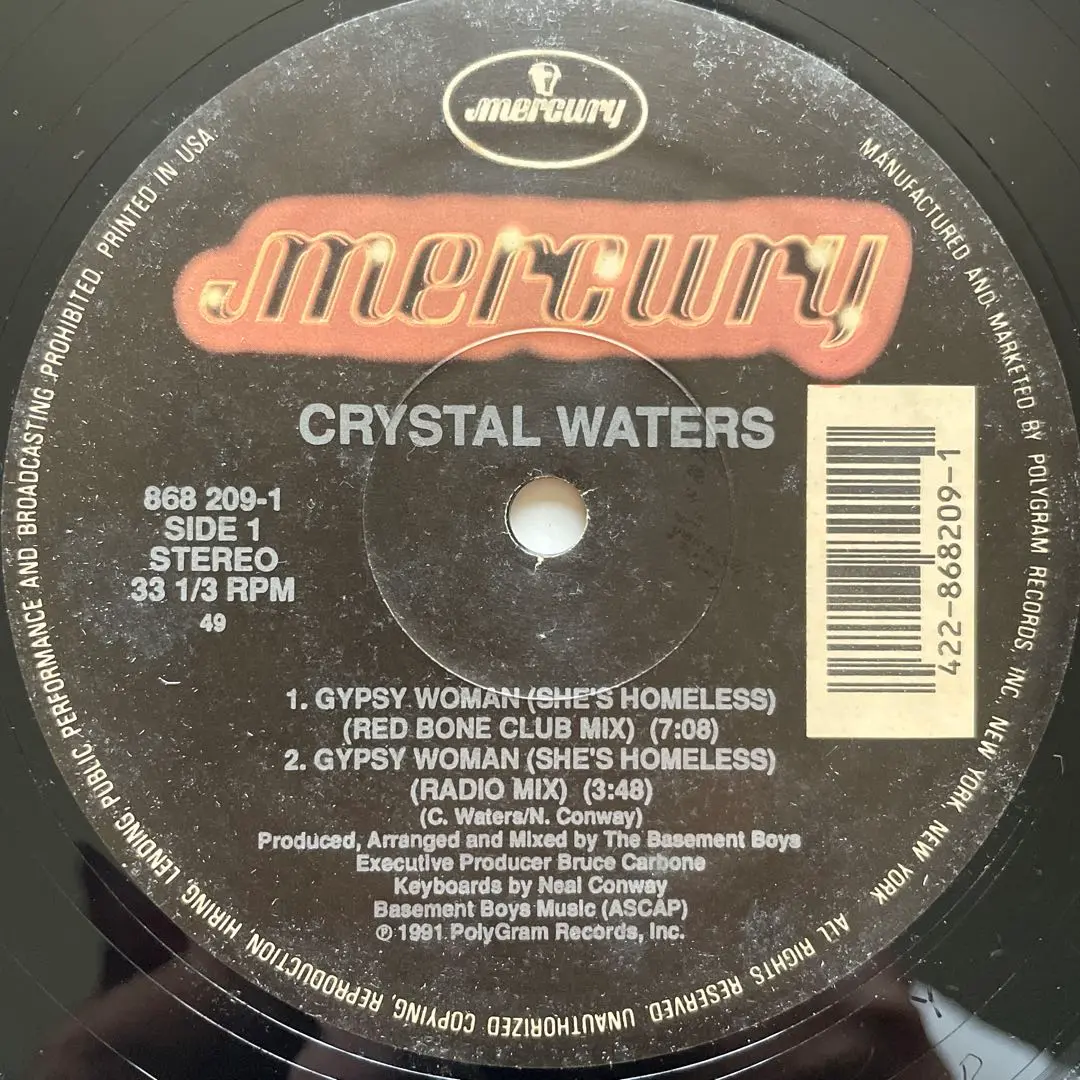 mercury
mercury
CRYSTAL WATERS
868 209-1
SIDE 1
STEREO
33 1/3 RPM
49
422-868209-1
1. GYPSY WOMAN (SHE'S HOMELESS)
(RED BONE CLUB MIX) (7:08)
2. GYPSY WOMAN (SHE'S HOMELESS)
(RADIO MIX) (3:48)
(C. Waters/N. Conway)
Produced, Arranged and Mixed by The Basement Boys
Executive Producer Bruce Carbone
Keyboards by Neal Conway
Basement Boys Music (ASCAP)
℗ 1991 PolyGram Records, Inc.
MANUFACTURED AND MARKETED BY POLYGRAM RECORDS INC. NEW YORK NEW YORK ALL RIGHTS RESERVED. UNAUTHORIZED COPYING, REPRODUCTION, HIRING, LENDING, PUBLIC PERFORMANCE AND BROADCASTING PROHIBITED. PRINTED IN USA